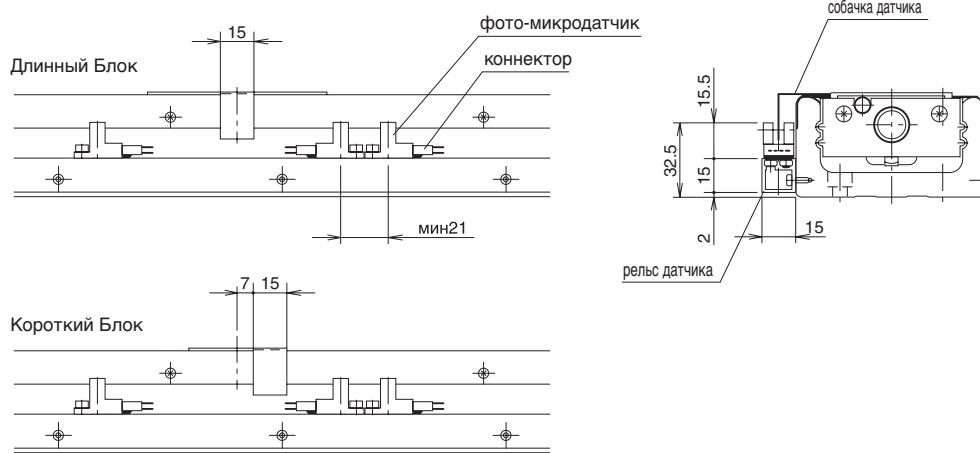 15
фото-микродатчик
коннектор
Длинный Блок
мин21
7 15
Короткий Блок
собачка датчика
15.5
32.5
15
2
15
рельс датчика